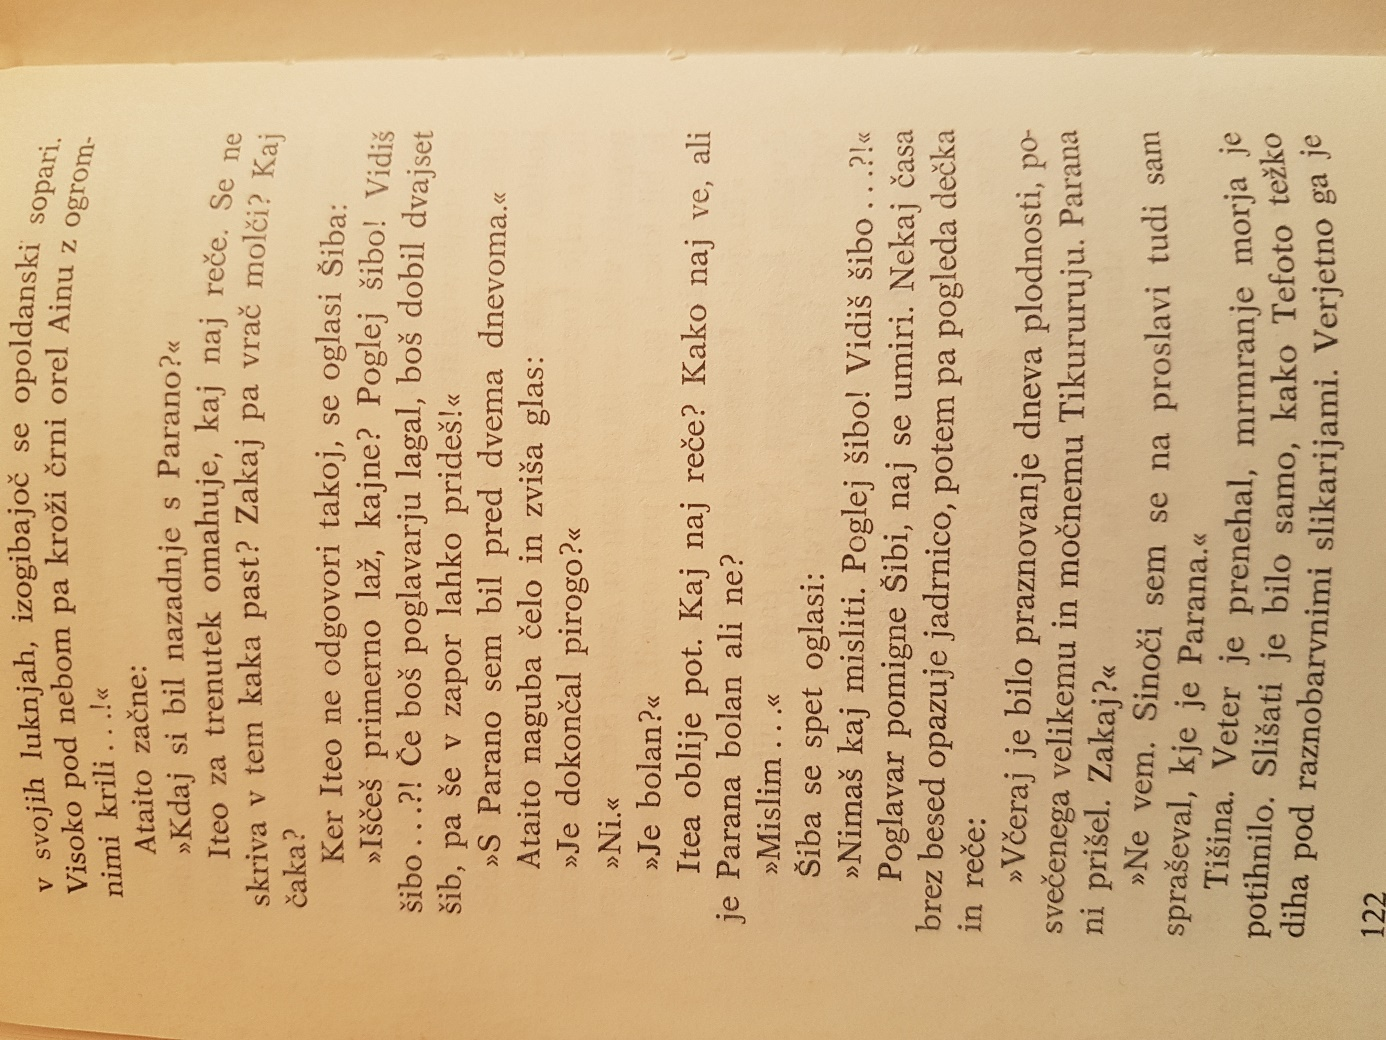 v svojih luknjah, izogibajoč se opoldanski sopari.
Visoko pod nebom pa kroži črni orel Ainu z ogrom-
nimi krili...!«
Ataito začne:
»Kdaj si bil nazadnje s Parano?«
Iteo za trenutek omahuje, kaj naj reče. Se ne
skriva v tem kaka past? Zakaj pa vrač molči? Kaj
čaka?
Ker Iteo ne odgovori takoj, se oglasi Šiba:
»Iščeš primerno laž, kajne? Poglej šibo! Vidiš
šibo...?! Če boš poglavarju lagal, boš dobil dvajset
šib, pa še v zapor lahko prideš!«
»S Parano sem bil pred dvema dnevoma.«
Ataito naguba čelo in zviša glas:
»Je dokončal pirogo?«
»Ni.«
»Je bolan?«
Itea oblije pot. Kaj naj reče? Kako naj ve, ali
je Parana bolan ali ne?
»Mislim...«
Šiba se spet oglasi:
»Nimaš kaj misliti. Poglej šibo! Vidiš šibo...?!«
Poglavar pomigne Šibi, naj se umiri. Nekaj časa
brez besed opazuje jadrnico, potem pa pogleda dečka
in reče:
»Včeraj je bilo praznovanje dneva plodnosti, po-
svečenega velikemu in močnemu Tikururuju. Parana
ni prišel. Zakaj?«
»Ne vem. Sinoči sem se na proslavi tudi sam
spraševal, kje je Parana.«
Tišina. Veter je prenehal, mrmranje morja je
potihnilo. Slišati je bilo samo, kako Tefoto težko
diha pod raznobarvnimi slikarijami. Verjetno ga je
122